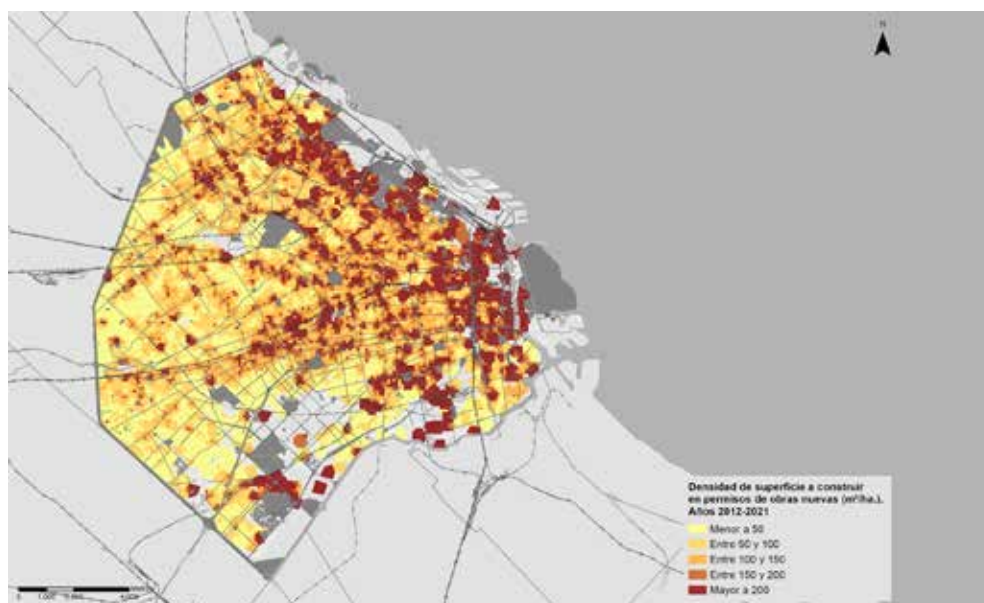 N
Densidad de superficie a construir
en permisos de obras nuevas (m²/ha.).
Años 2012-2021
Menor a 50
Entre 50 y 100
Entre 100 y 150
Entre 150 y 200
Mayor a 200
0